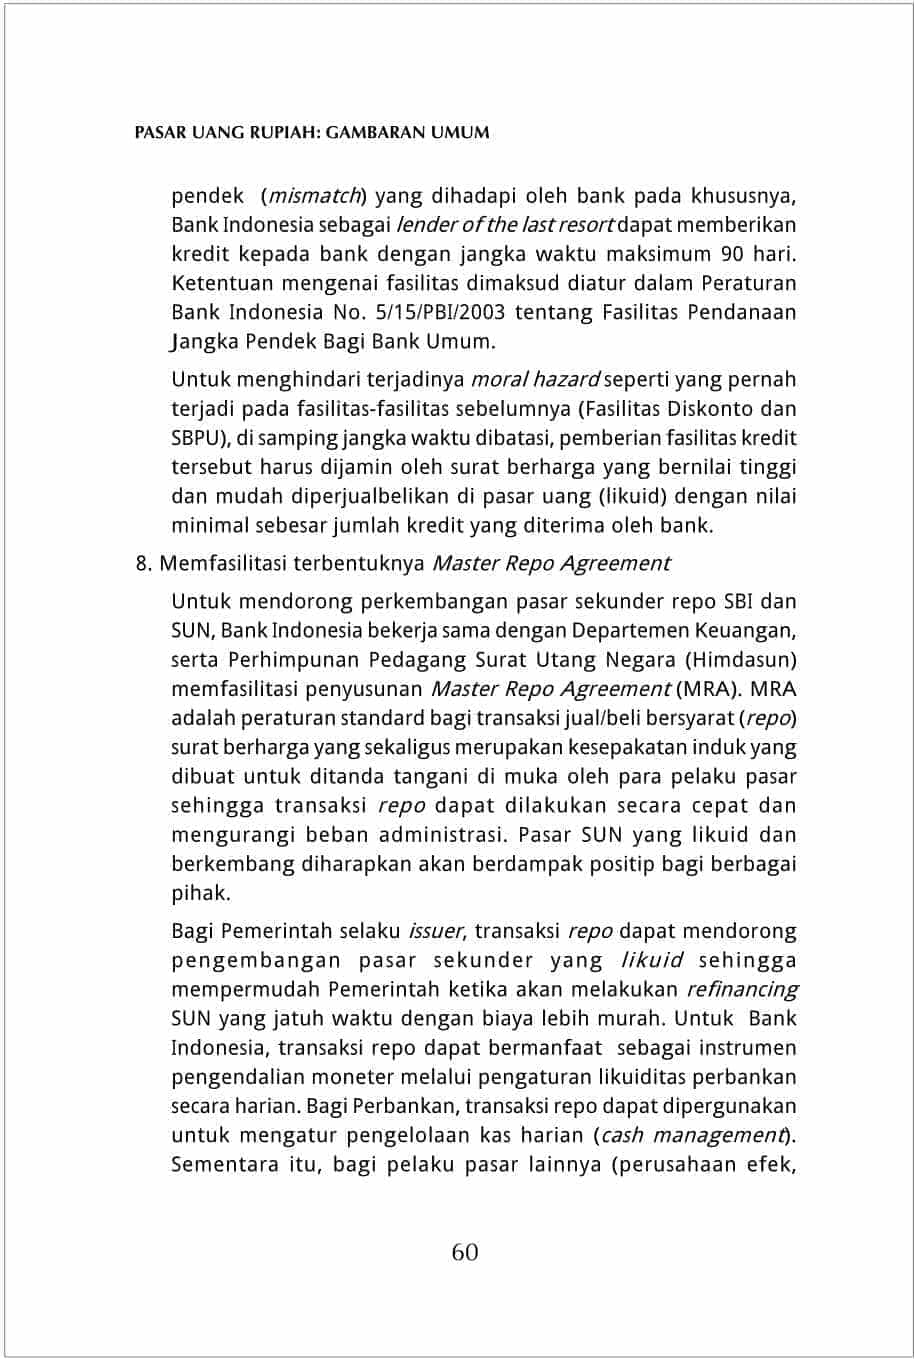 PASAR UANG RUPIAH: GAMBARAN UMUM
pendek (mismatch) yang dihadapi oleh bank pada khususnya,
Bank Indonesia sebagai lender of the last resort dapat memberikan
kredit kepada bank dengan jangka waktu maksimum 90 hari.
Ketentuan mengenai fasilitas dimaksud diatur dalam Peraturan
Bank Indonesia No. 5/15/PBI/2003 tentang Fasilitas Pendanaan
Jangka Pendek Bagi Bank Umum.
Untuk menghindari terjadinya moral hazard seperti yang pernah
terjadi pada fasilitas-fasilitas sebelumnya (Fasilitas Diskonto dan
SBPU), di samping jangka waktu dibatasi, pemberian fasilitas kredit
tersebut harus dijamin oleh surat berharga yang bernilai tinggi
dan mudah diperjualbelikan di pasar uang (likuid) dengan nilai
minimal sebesar jumlah kredit yang diterima oleh bank.
8. Memfasilitasi terbentuknya Master Repo Agreement
Untuk mendorong perkembangan pasar sekunder repo SBI dan
SUN, Bank Indonesia bekerja sama dengan Departemen Keuangan,
serta Perhimpunan Pedagang Surat Utang Negara (Himdasun)
memfasilitasi penyusunan Master Repo Agreement (MRA). MRA
adalah peraturan standard bagi transaksi jual/beli bersyarat (repo)
surat berharga yang sekaligus merupakan kesepakatan induk yang
dibuat untuk ditanda tangani di muka oleh para pelaku pasar
sehingga transaksi repo dapat dilakukan secara cepat dan
mengurangi beban administrasi. Pasar SUN yang likuid dan
berkembang diharapkan akan berdampak positip bagi berbagai
pihak.
Bagi Pemerintah selaku issuer, transaksi repo dapat mendorong
pengembangan pasar sekunder yang likuid sehingga
mempermudah Pemerintah ketika akan melakukan refinancing
SUN yang jatuh waktu dengan biaya lebih murah. Untuk Bank
Indonesia, transaksi repo dapat bermanfaat sebagai instrumen
pengendalian moneter melalui pengaturan likuiditas perbankan
secara harian. Bagi Perbankan, transaksi repo dapat dipergunakan
untuk mengatur pengelolaan kas harian (cash management).
Sementara itu, bagi pelaku pasar lainnya (perusahaan efek,
60